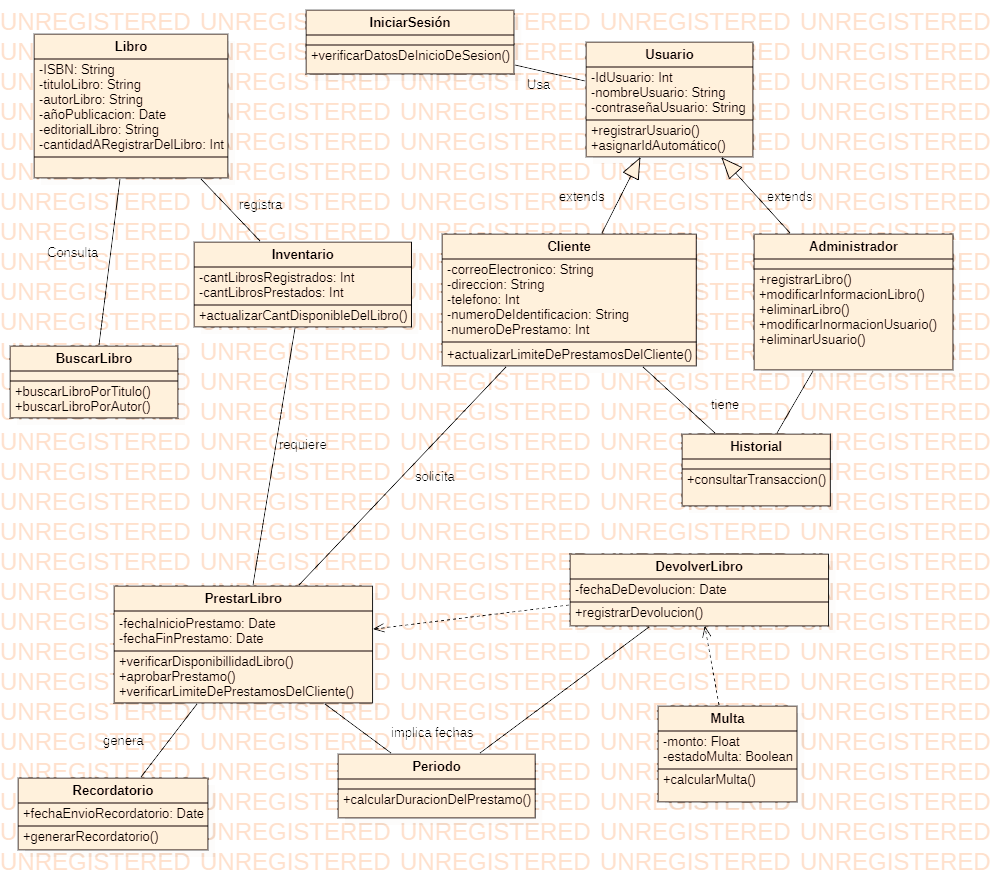 IniciarSesión
+verificarDatosDeInicioDeSesion()
Libro
-ISBN: String
-tituloLibro: String
-autorLibro: String
-añoPublicacion: Date
-editorialLibro: String
-cantidadARegistrarDelLibro: Int
Usa
Usuario
-IdUsuario: Int
-nombreUsuario: String
-contraseñaUsuario: String
+registrarUsuario()
+asignarIdAutomático()
registra
extends
extends
Consulta
Inventario
-cantLibrosRegistrados: Int
-cantLibrosPrestados: Int
+actualizarCantDisponibleDelLibro()
Cliente
-correoElectronico: String
-direccion: String
-telefono: Int
-numeroDeIdentificacion: String
-numeroDePrestamo: Int
+actualizarLimiteDePrestamosDelCliente()
Administrador
+registrarLibro()
+modificarInformacionLibro()
+eliminarLibro()
+modificarInormacionUsuario()
+eliminarUsuario()
BuscarLibro
+buscarLibroPorTitulo()
+buscarLibroPorAutor()
tiene
requiere
solicita
Historial
+consultarTransaccion()
PrestarLibro
-fechaInicioPrestamo: Date
-fechaFinPrestamo: Date
+verificarDisponibillidadLibro()
+aprobarPrestamo()
+verificarLimiteDePrestamosDelCliente()
DevolverLibro
-fechaDeDevolucion: Date
+registrarDevolucion()
genera
implica fechas
Multa
-monto: Float
-estadoMulta: Boolean
+calcularMulta()
Periodo
+calcularDuracionDelPrestamo()
Recordatorio
+fechaEnvioRecordatorio: Date
+generarRecordatorio()
UNREGISTERED